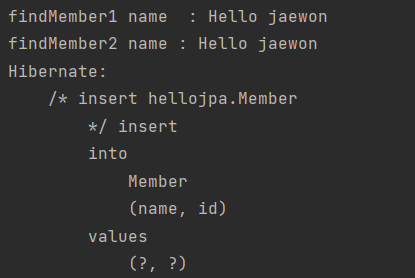 findMember1 name  : Hello jaewon
findMember2 name : Hello jaewon
Hibernate:
    /* insert hellojpa.Member
        */ insert
        into
            Member
            (name, id)
        values
            (?, ?)